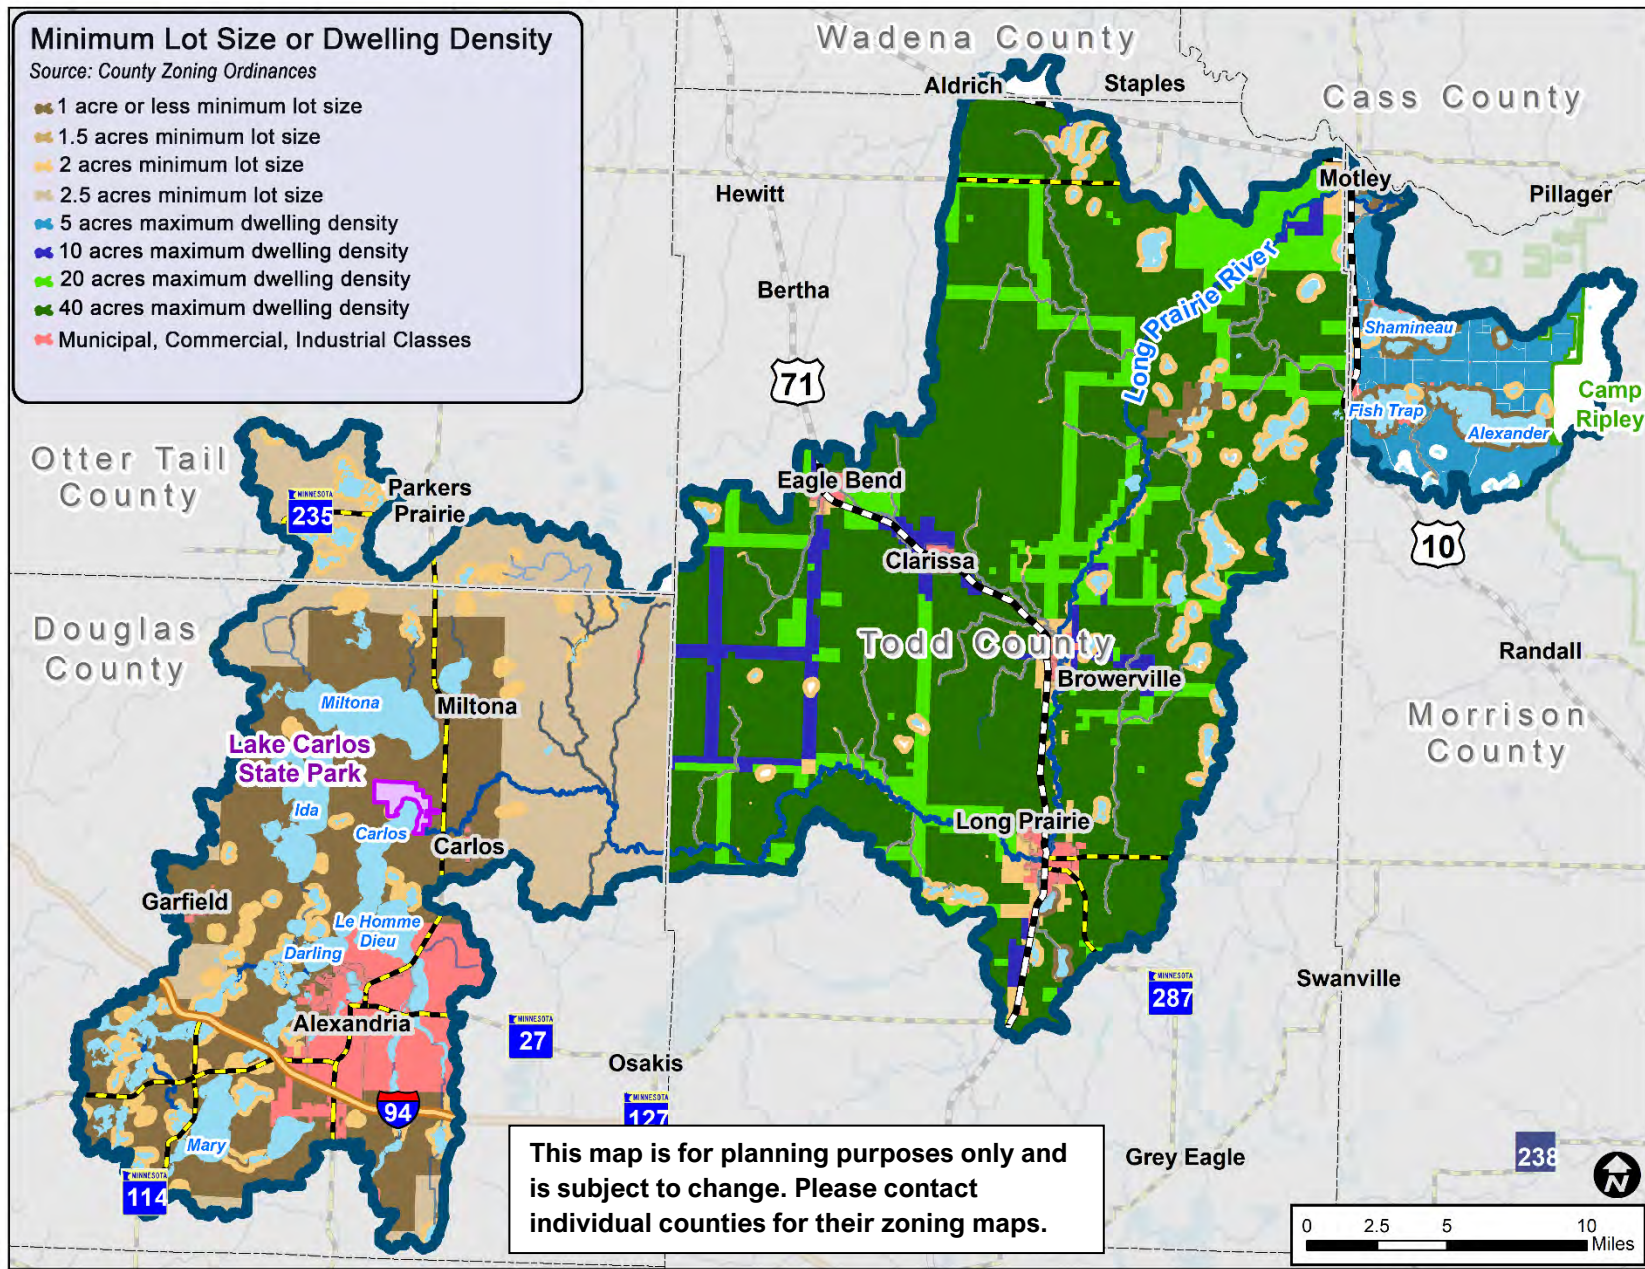 Minimum Lot Size or Dwelling Density
Source: County Zoning Ordinances
1 acre or less minimum lot size
1.5 acres minimum lot size
2 acres minimum lot size
2.5 acres minimum lot size
5 acres maximum dwelling density
10 acres maximum dwelling density
20 acres maximum dwelling density
40 acres maximum dwelling density
Municipal, Commercial, Industrial Classes
Wadena County
Aldrich
Staples
Cass County
Motley
Pillager
Hewitt
Bertha
71
Long Prairie River
Shamineau
Camp
Ripley
Fish Trap
Alexander
Otter Tail
County
Parkers
Prairie
MINNESOTA
235
Eagle Bend
Clarissa
10
Douglas
County
Todd County
Randall
Browerville
Miltona
Miltona
Morrison
County
Lake Carlos
State Park
Ida
Carlos
Carlos
Long Prairie
Garfield
Le Homme
Dieu
Darling
Alexandria
MINNESOTA
287
Swanville
MINNESOTA
27
Osakis
MINNESOTA
127
94
Mary
MINNESOTA
114
Grey Eagle
238
N
This map is for planning purposes only and
is subject to change. Please contact
individual counties for their zoning maps.
0 2.5 5 10
Miles